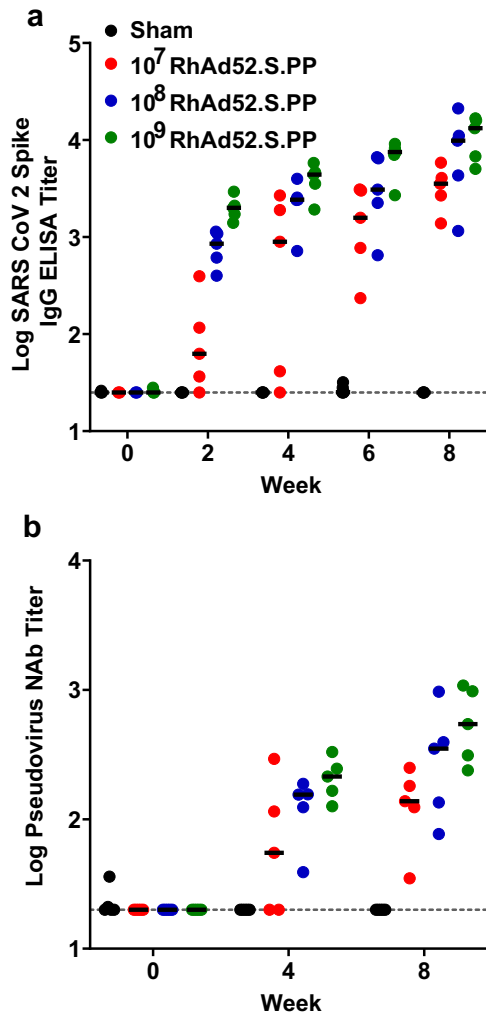 a
Sham
10^7 RhAd52.S.PP
10^8 RhAd52.S.PP
10^9 RhAd52.S.PP
Log SARS CoV 2 Spike
IgG ELISA Titer
5
4
3
2
1
0 2 4 6 8
Week
b
Log Pseudovirus NAb Titer
4
3
2
1
0 4 8
Week